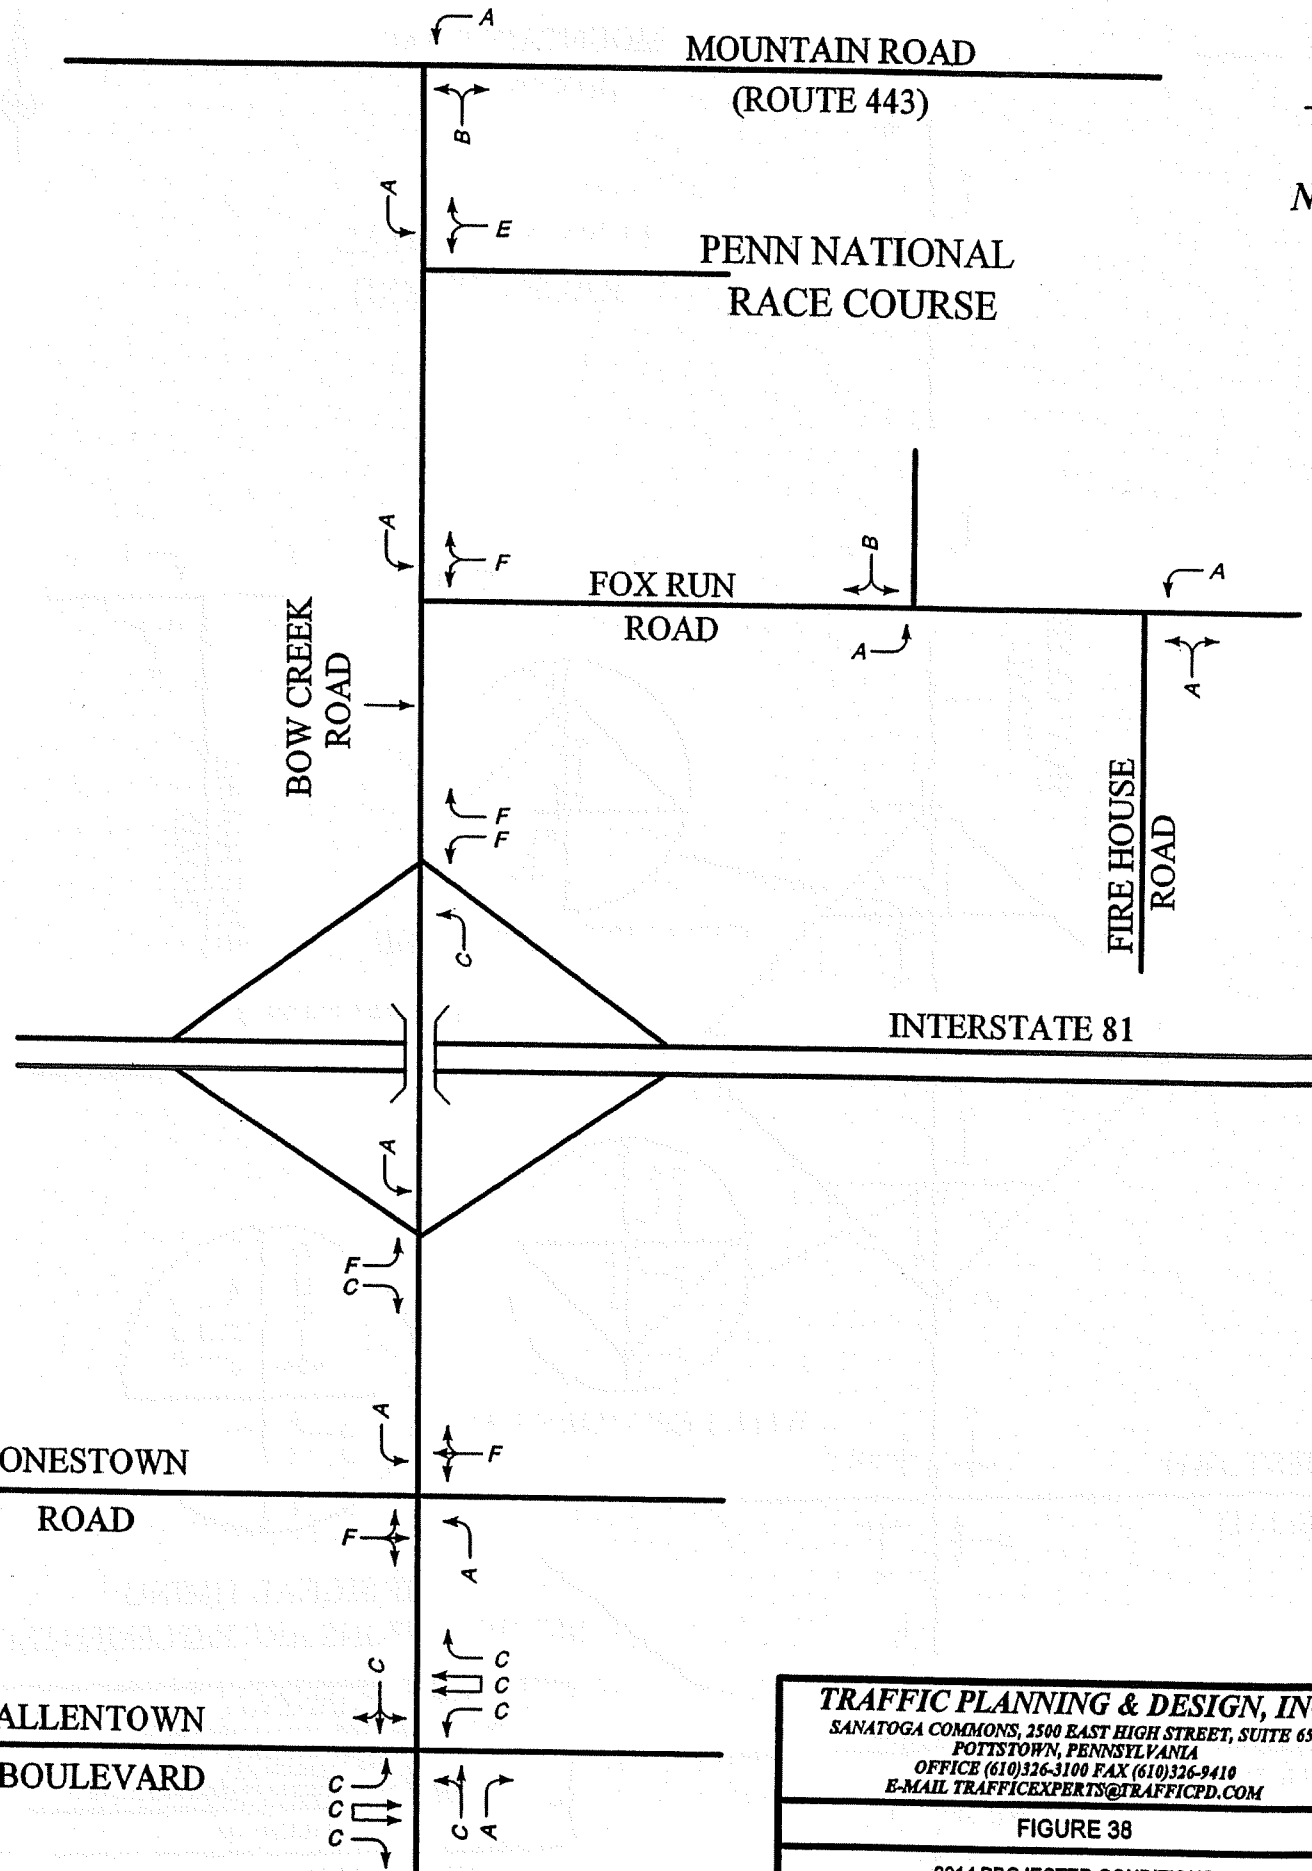 A
MOUNTAIN ROAD
(ROUTE 443)
B
A
E
PENN NATIONAL
RACE COURSE
A
F
FOX RUN
ROAD
B
A
A
A
BOW CREEK
ROAD
F
F
FIRE HOUSE
ROAD
C
INTERSTATE 81
A
F
C
A
F
ONESTOWN
ROAD
F
A
C
C
C
C
ALLENTOWN
BOULEVARD
C
C
C
C
A
TRAFFIC PLANNING & DESIGN, IN
SANATOGA COMMONS, 2500 EAST HIGH STREET, SUITE 65
POTTSTOWN, PENNSYLVANIA
OFFICE (610)326-3100 FAX (610)326-9410
E-MAIL TRAFFICEXPERTS@TRAFFICPD.COM
FIGURE 38